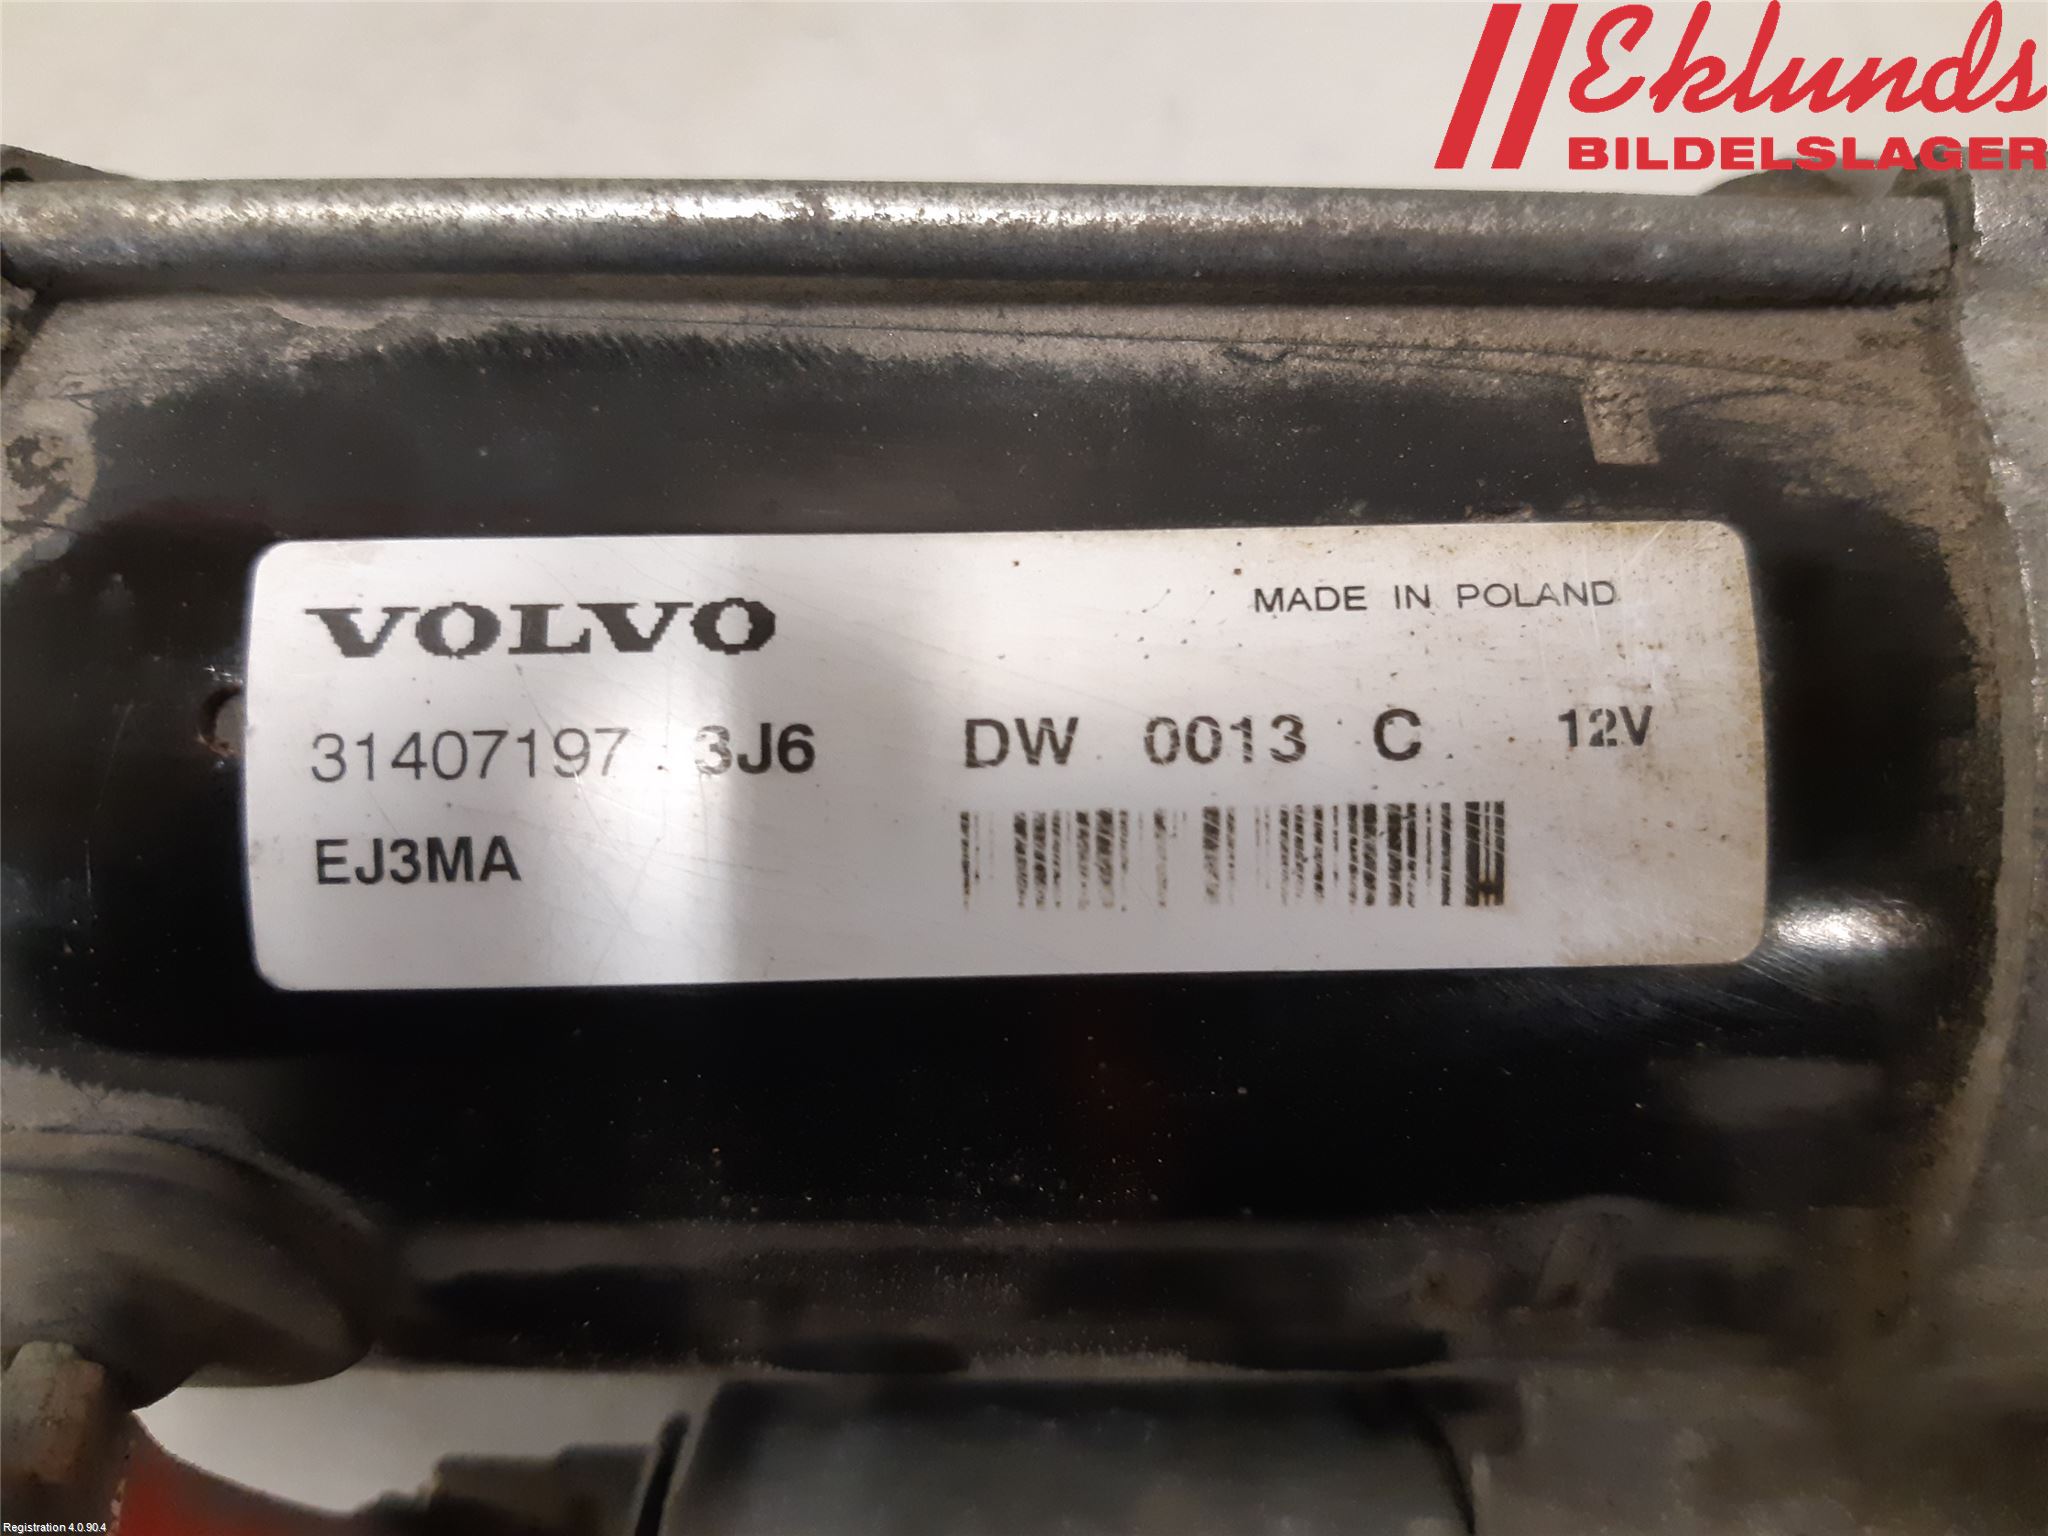 Eklunds
BILDELSLAGER
VOLVO
MADE IN POLAND
31407197 3J6 DW 0013 C 12V
EJ3MA
Registration 4.0.90.4